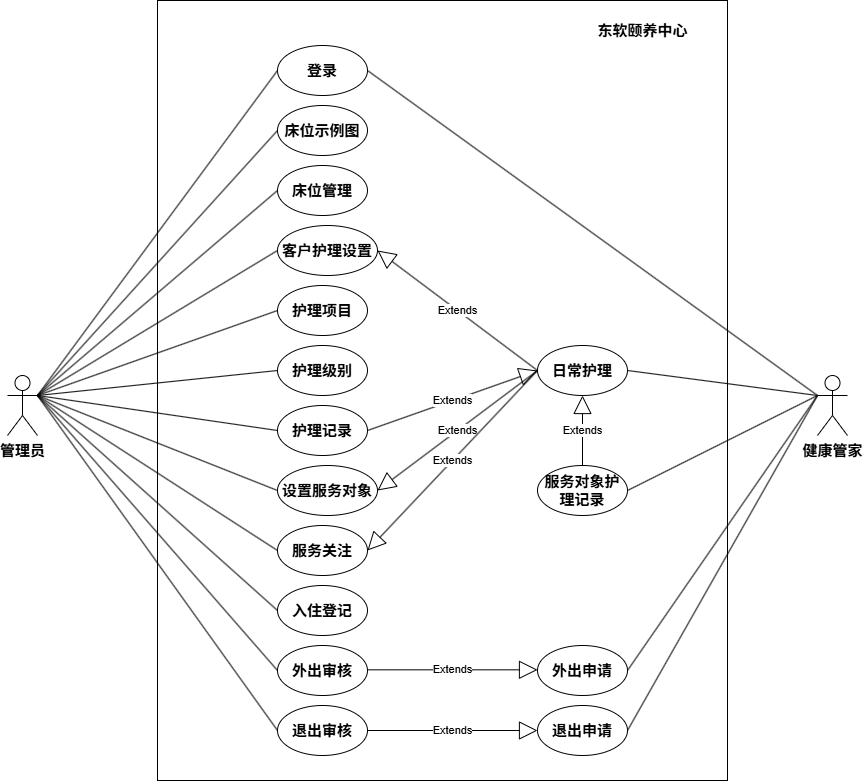 东软颐养中心
登录
床位示例图
床位管理
客户护理设置
护理项目
Extends
护理级别
日常护理
管理员
健康管家
Extends
护理记录
Extends
Extends
Extends
设置服务对象
服务对象护
理记录
服务关注
入住登记
外出审核
Extends
外出申请
退出审核
Extends
退出申请